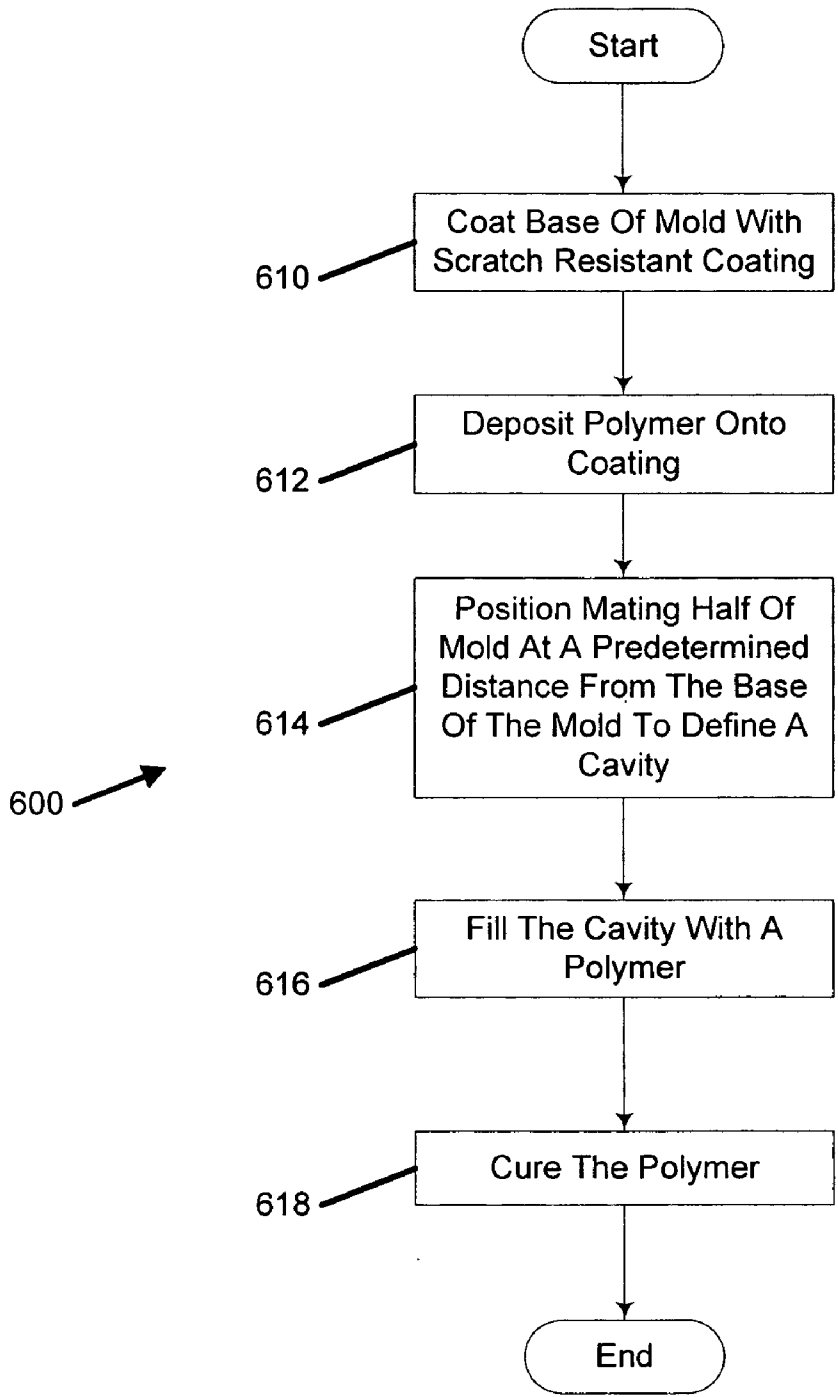 Start
Coat Base Of Mold With
Scratch Resistant Coating
610
Deposit Polymer Onto
Coating
612
Position Mating Half Of
Mold At A Predetermined
Distance From The Base
Of The Mold To Define A
Cavity
614
600
Fill The Cavity With A
Polymer
616
Cure The Polymer
618
End